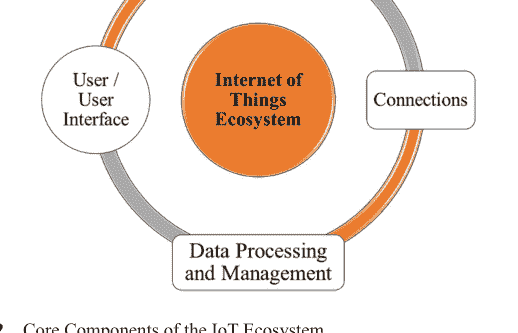 User /
User
Interface
Internet of
Things
Ecosystem
Connections
Data Processing
and Management
Core Components of the IoT Ecosystem